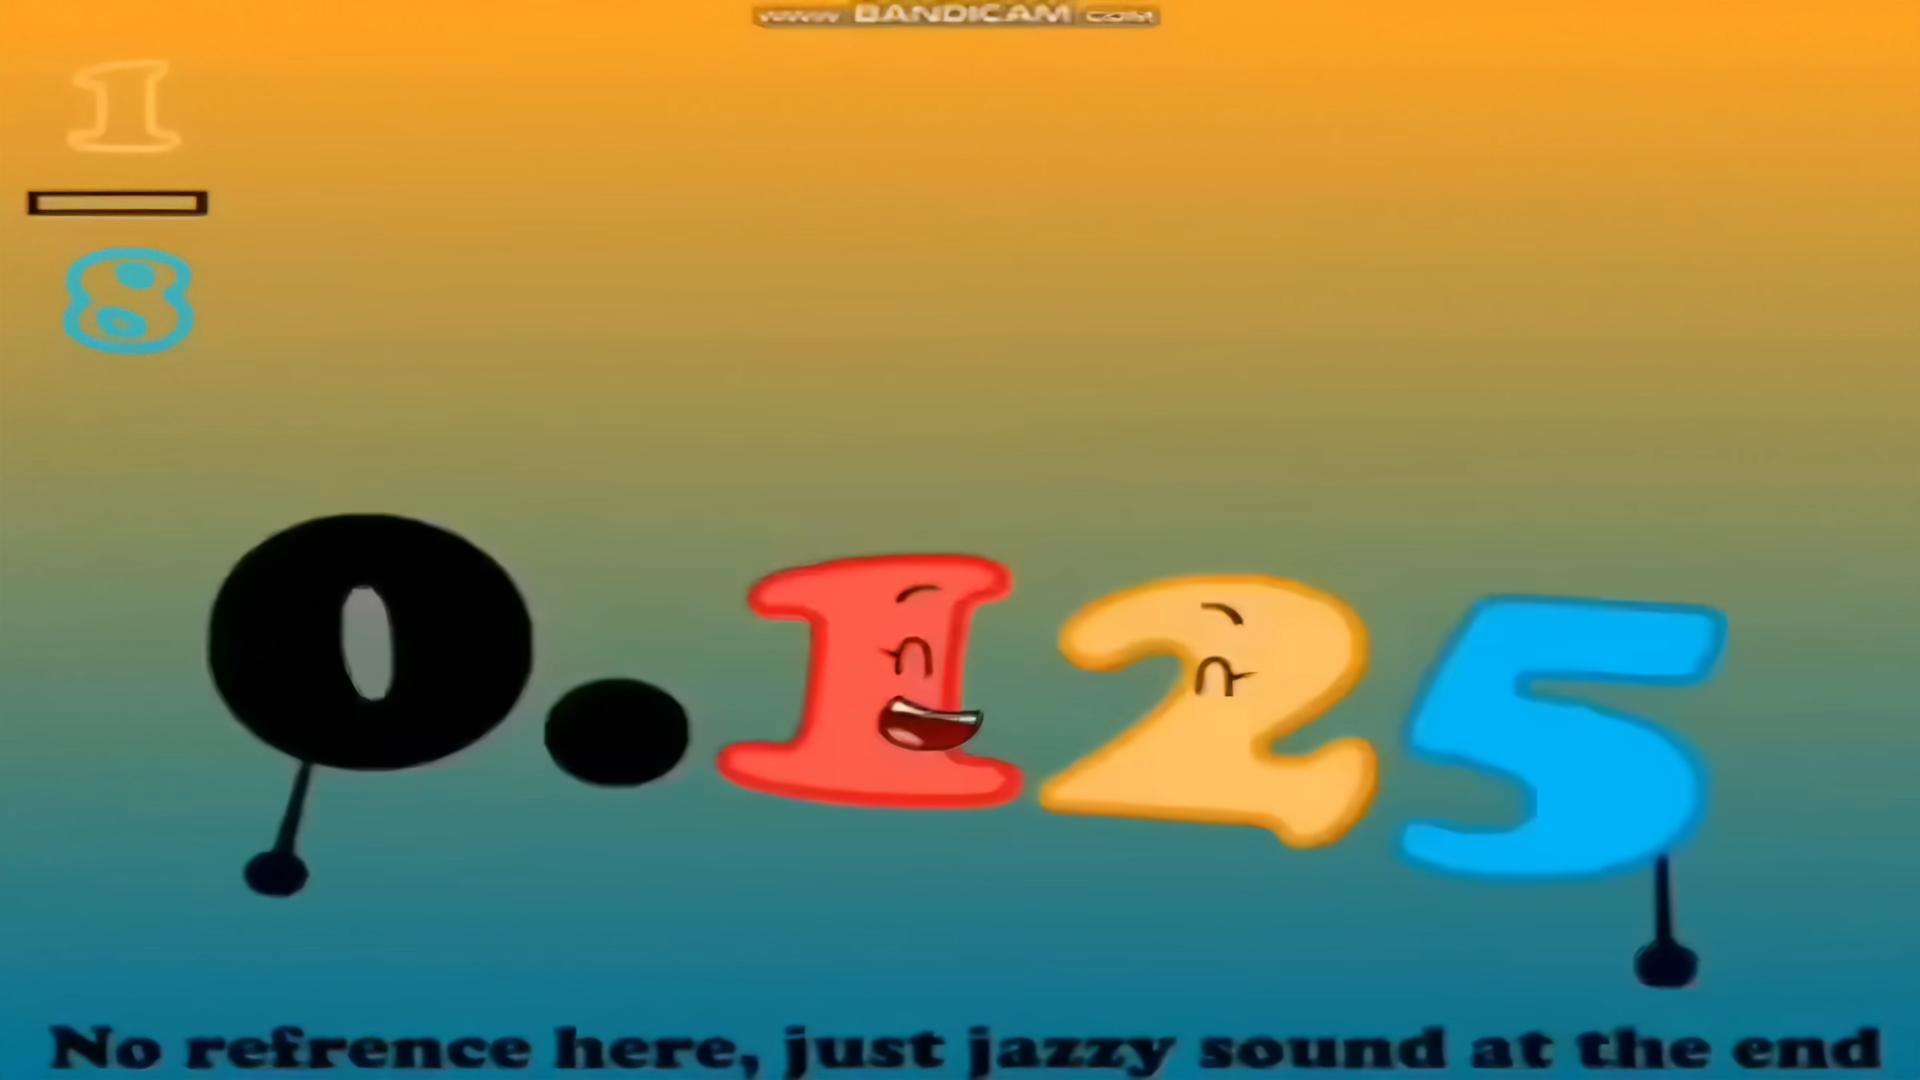 www BANDICAM com
1
8
0.125
No refrence here, just jazzy sound at the end